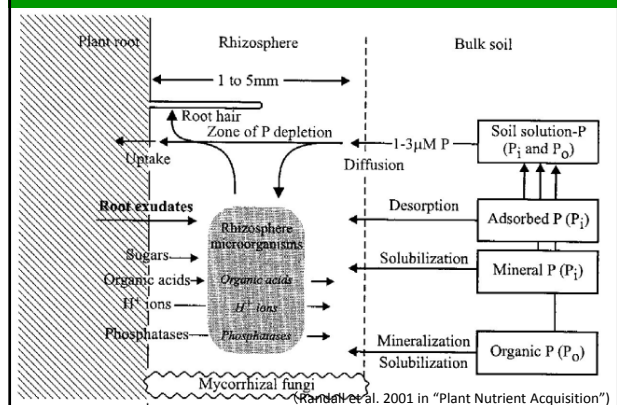 Plant root
Rhizosphere
Bulk soil
1 to 5mm
Root hair
Zone of P depletion
Uptake
1-3µM P
Diffusion
Soil solution-P
(Pi and Po)
Root exudates
Rhizosphere
microorganisms
Desorption
Adsorbed P (Pi)
Sugars
Solubilization
Mineral P (Pi)
Organic acids
Organic acids
H+ ions
H+ ions
Phosphatases
Phosphatases
Mineralization
Solubilization
Organic P (Po)
Mycorrhizal fungi
(Randall et al. 2001 in “Plant Nutrient Acquisition”)